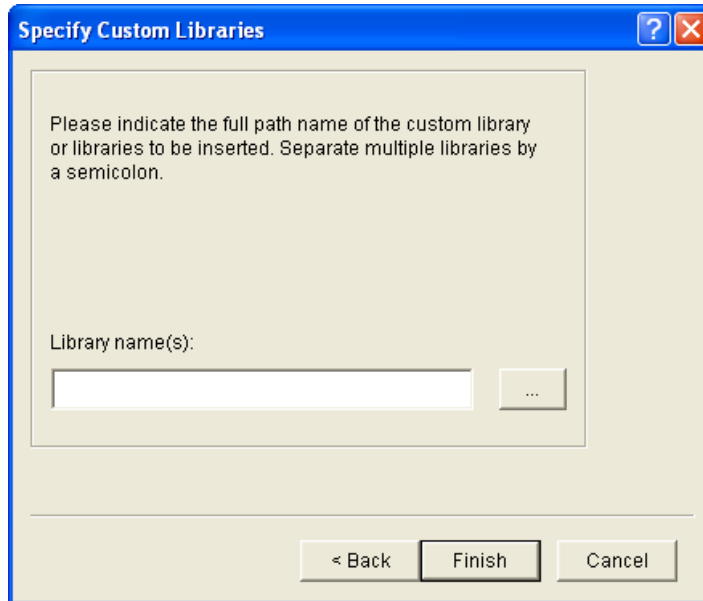 Specify Custom Libraries
Please indicate the full path name of the custom library
or libraries to be inserted. Separate multiple libraries by
a semicolon.
Library name(s):
...
< Back Finish Cancel